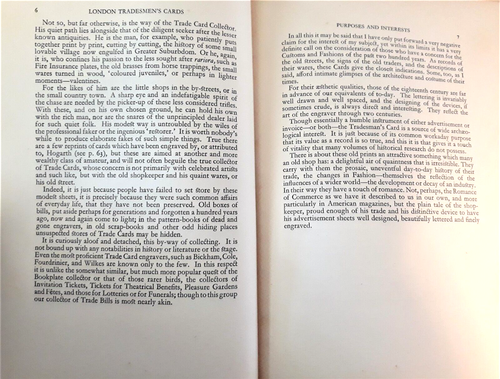 6 LONDON TRADESMEN'S CARDS
Not so, but far otherwise, is the way of the Trade Card Collector.
His quiet path lies alongside that of the diligent seeker after the lesser
known antiquities. He is the man, for example, who patiently puts
together print by print, cutting by cutting, the history of some small
lovable village now engulfed in Greater Suburbdom. Or he, again,
it is, who confines his passion to the less sought after rariora, such as
Fire Insurance plates, the old brasses from horse trappings, the small
wares turned in wood, 'coloured juveniles,' or perhaps in lighter
moments—valentines.
For the likes of him are the little shops in the by-streets, or in
the small country town. A sharp eye and an indefatigable spirit of
the chase are needed by the picker-up of these less considered trifles.
With these, and on his own chosen ground, he can hold his own
with the rich man, nor are the snares of the unprincipled dealer laid
for such quiet folk. His modest way is untroubled by the wiles of
the professional faker or the ingenious 'restorer.' It is worth nobody's
while to produce elaborate fakes of such simple things. True there
are a few reprints of cards which have been engraved by, or attributed
to, Hogarth (see p. 63), but these are aimed at another and more
wealthy class of amateur, and will not often beguile the true collector
of Trade Cards, whose concern is not primarily with celebrated artists
and such like, but with the old shopkeeper and his quaint wares, or
his old street.
Indeed, it is just because people have failed to set store by these
modest sheets, it is precisely because they were such common affairs
of everyday life, that they have not been preserved. Old boxes of
bills, put aside perhaps for generations and forgotten a hundred years
ago, now and again come to light; in the pattern-books of dead and
gone engravers, in old scrap-books and other odd hiding places
unsuspected stores of Trade Cards may be hidden.
It is curiously aloof and detached, this by-way of collecting. It is
not bound up with any notabilities in history or literature or the stage.
Even the most proficient Trade Card engravers, such as Bickham, Cole,
Fourdrinier, and Wilkes are known only to the few. In this respect
it is unlike the somewhat similar, but much more popular quest of the
Bookplate collector or that of those rarer birds, the collectors of
Invitation Tickets, Tickets for Theatrical Benefits, Pleasure Gardens
and Fêtes, and those for Lotteries or for Funerals; though to this group
our collector of Trade Bills is most nearly akin.
PURPOSES AND INTERESTS 7
In all this it may be said that I have only put forward a very negative
claim for the interest of my subject, yet within its limits it has a very
definite call on the consideration of those who have a concern for the
Customs and Fashions of the past two hundred years. As records of
the old streets, the signs of the old traders, and the descriptions of
their wares, these Cards give the closest indications. Some, too, as I
said, afford intimate glimpses of the architecture and costume of their
times.
For their æsthetic qualities, those of the eighteenth century are far
in advance of our equivalents of to-day. The lettering is invariably
well drawn and well spaced, and the designing of the devices, if
sometimes crude, is always direct and interesting. They reflect the
art of the engraver through two centuries.
Though essentially a humble instrument of either advertisement or
invoice—or both—the Tradesman's Card is a source of wide archæo-
logical interest. It is just because of its common workaday purpose
that its value as a record is so true, and this it is that gives it a touch
of vitality that many volumes of historical research do not possess.
There is about these old prints an attractive something which many
an old shop has: a delightful air of quaintness that is irresistible. They
carry with them the prosaic, uneventful day-to-day history of their
trade, the changes in Fashion—themselves the reflection of the
influences of a wider world—the development or decay of an industry.
In their way they have a touch of romance. Not, perhaps, the Romance
of Commerce as we have it described to us in our own, and more
particularly in American magazines, but the plain tale of the shop-
keeper, proud enough of his trade and his distinctive device to have
his advertisement sheets well designed, beautifully lettered and finely
engraved.